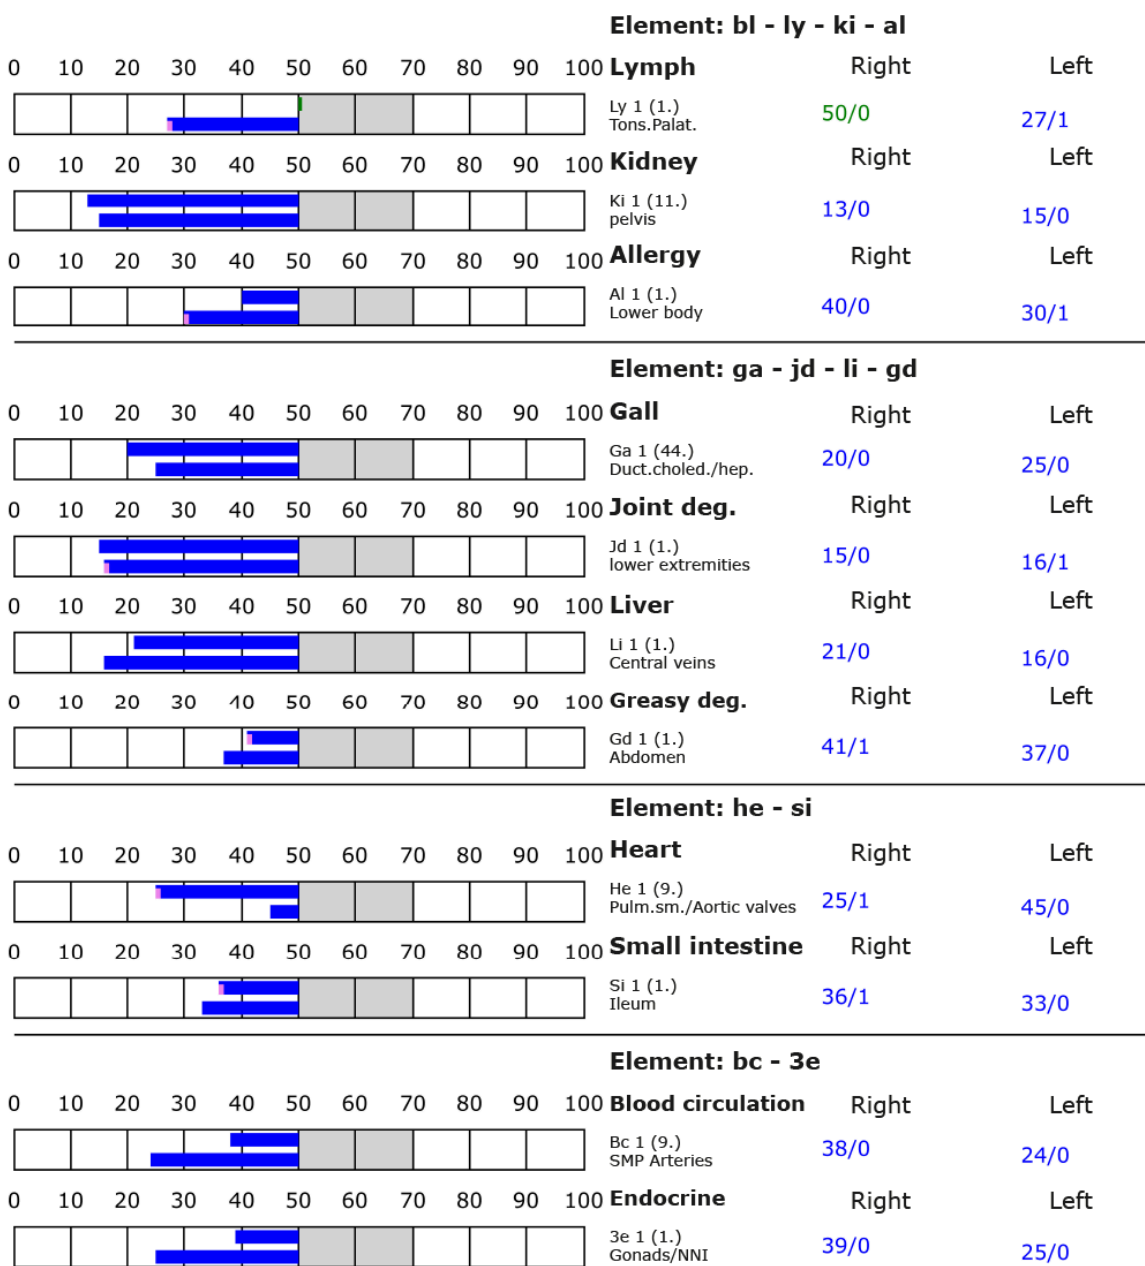 Element: bl - ly - ki - al
0 10 20 30 40 50 60 70 80 90 100 Lymph Right Left
Ly 1 (1.) 50/0 27/1
Tons.Palat.
0 10 20 30 40 50 60 70 80 90 100 Kidney Right Left
Ki 1 (11.) 13/0 15/0
pelvis
0 10 20 30 40 50 60 70 80 90 100 Allergy Right Left
Al 1 (1.) 40/0 30/1
Lower body
Element: ga - jd - li - gd
0 10 20 30 40 50 60 70 80 90 100 Gall Right Left
Ga 1 (44.) 20/0 25/0
Duct.choled./hep.
0 10 20 30 40 50 60 70 80 90 100 Joint deg. Right Left
Jd 1 (1.) 15/0 16/1
lower extremities
0 10 20 30 40 50 60 70 80 90 100 Liver Right Left
Li 1 (1.) 21/0 16/0
Central veins
0 10 20 30 40 50 60 70 80 90 100 Greasy deg. Right Left
Gd 1 (1.) 41/1 37/0
Abdomen
Element: he - si
0 10 20 30 40 50 60 70 80 90 100 Heart Right Left
He 1 (9.) 25/1 45/0
Pulm.sm./Aortic valves
0 10 20 30 40 50 60 70 80 90 100 Small intestine Right Left
Si 1 (1.) 36/1 33/0
Ileum
Element: bc - 3e
0 10 20 30 40 50 60 70 80 90 100 Blood circulation Right Left
Bc 1 (9.) 38/0 24/0
SMP Arteries
0 10 20 30 40 50 60 70 80 90 100 Endocrine Right Left
3e 1 (1.) 39/0 25/0
Gonads/NNI